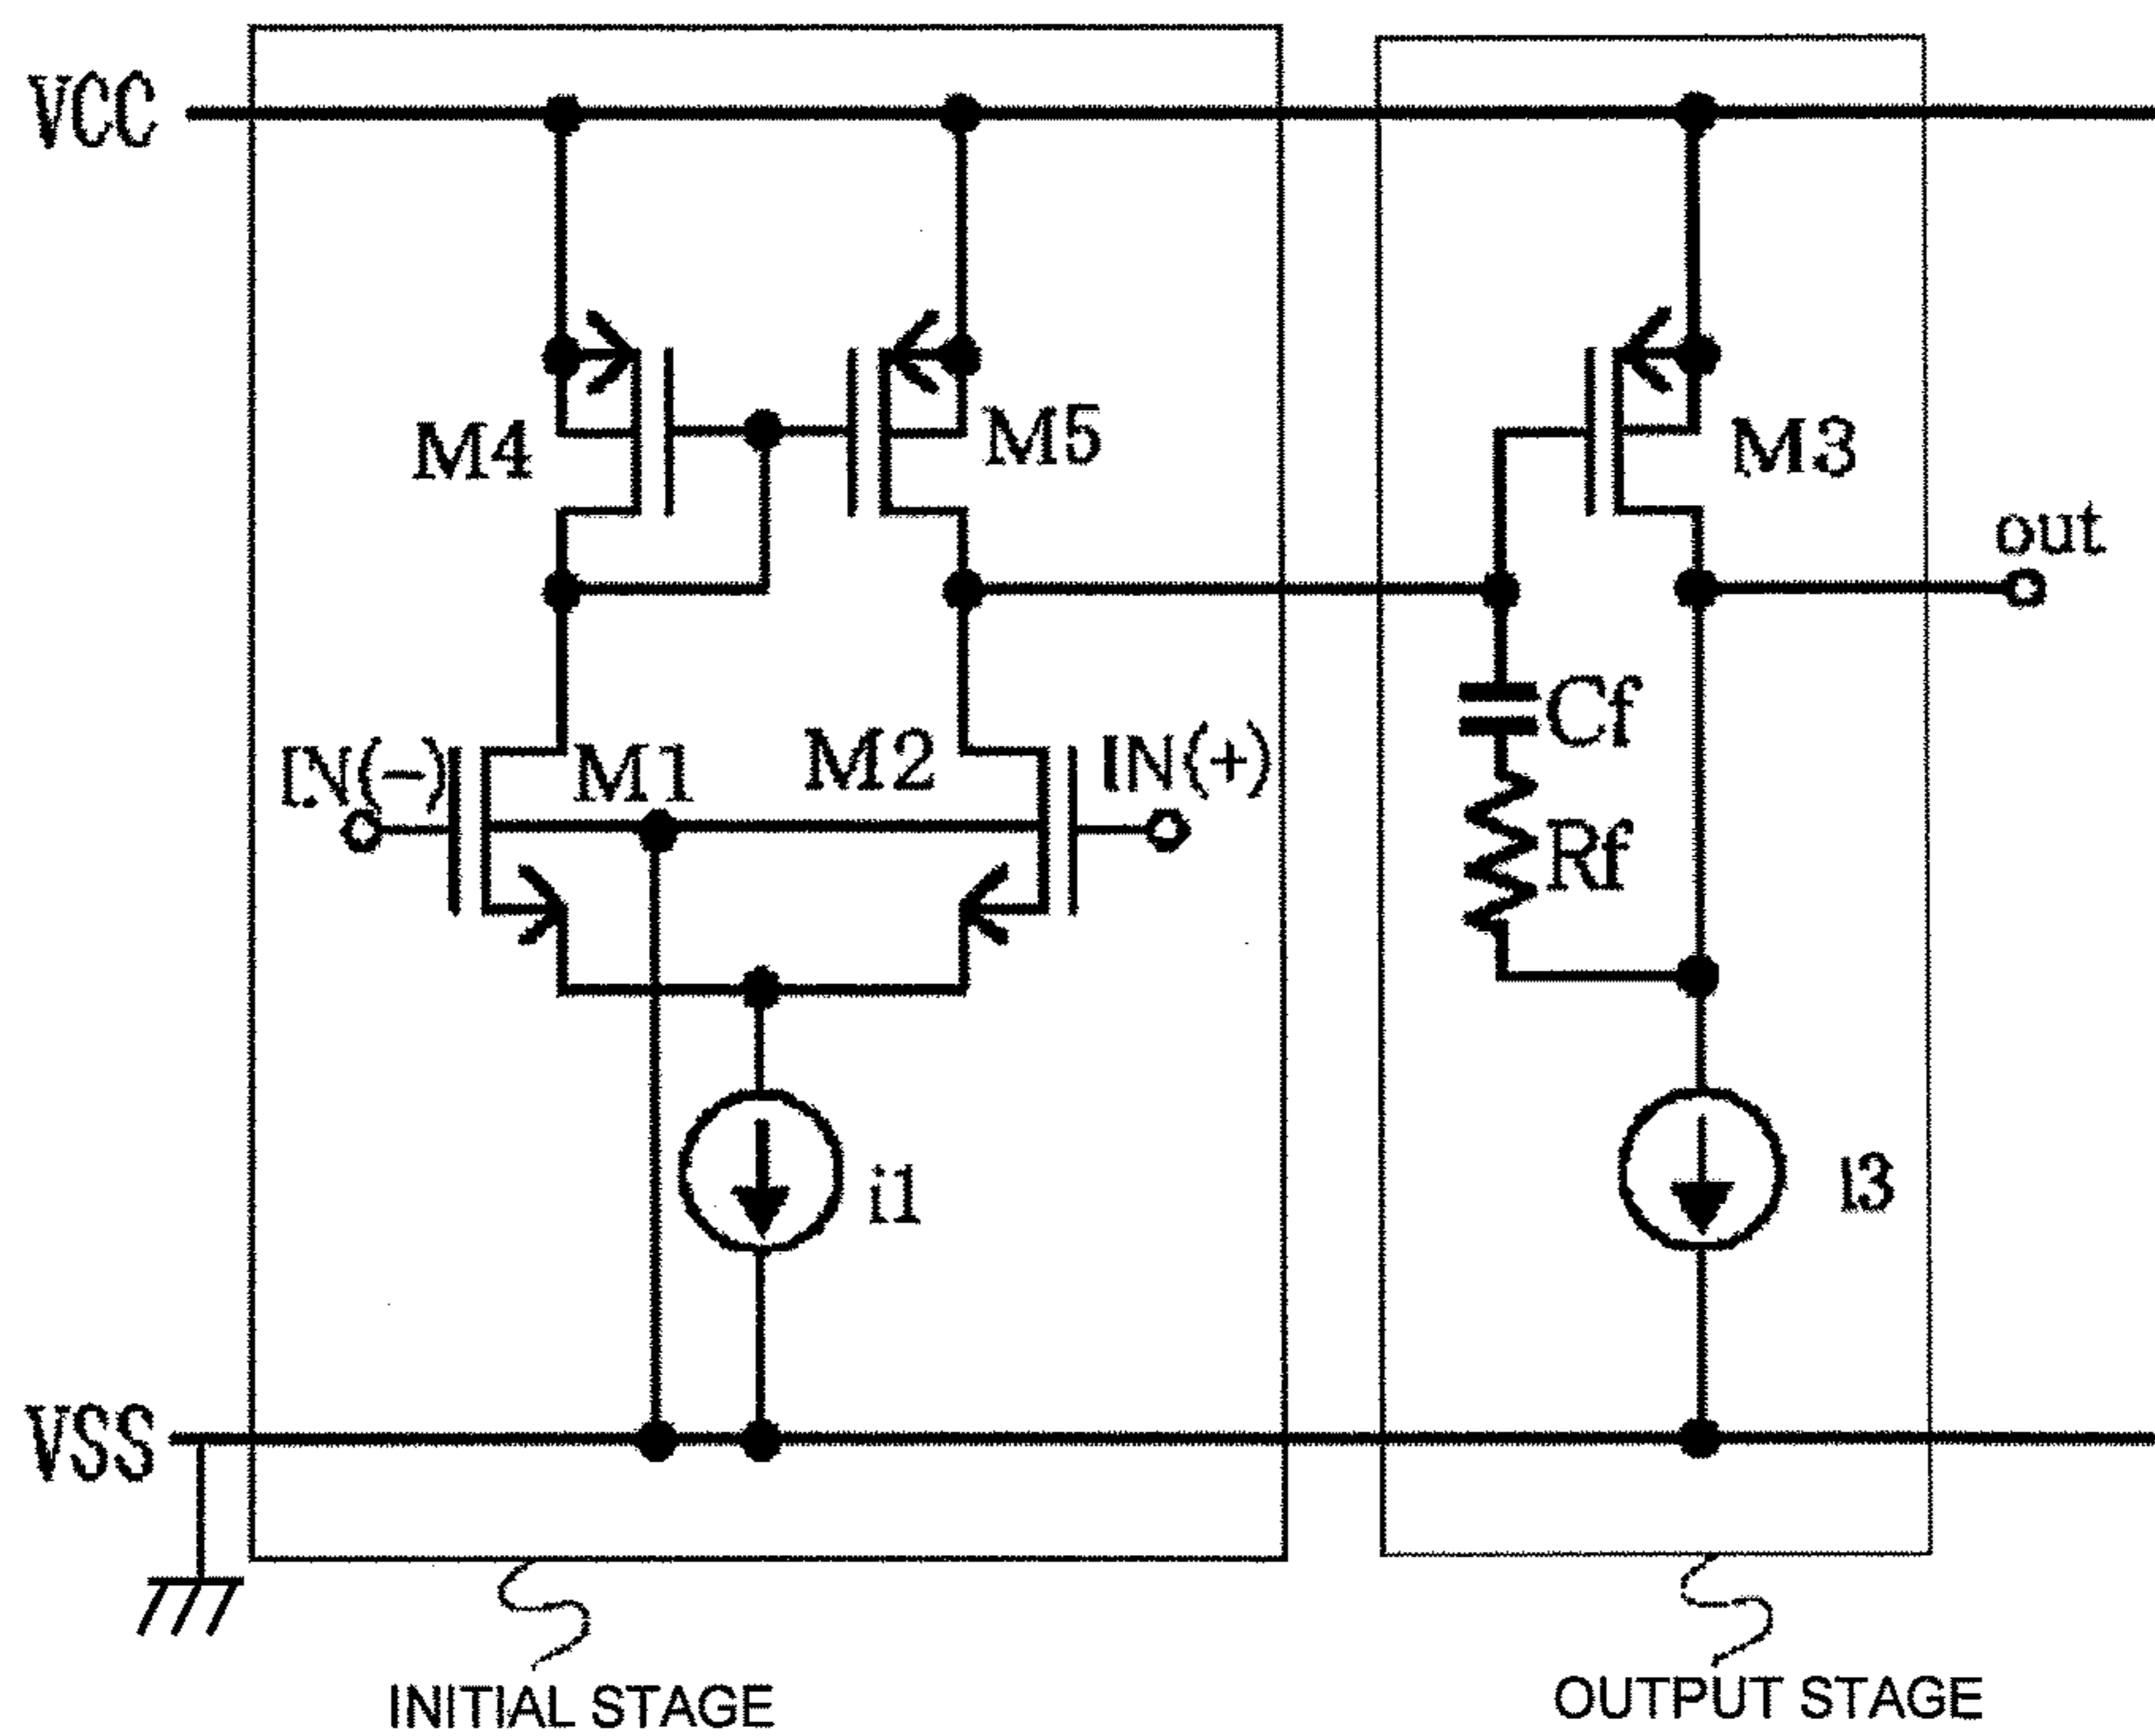 VCC
M4
M5
M3
out
Cf
IN(−)
M1
M2
IN(+)
Rf
i1
i3
VSS
INITIAL STAGE
OUTPUT STAGE